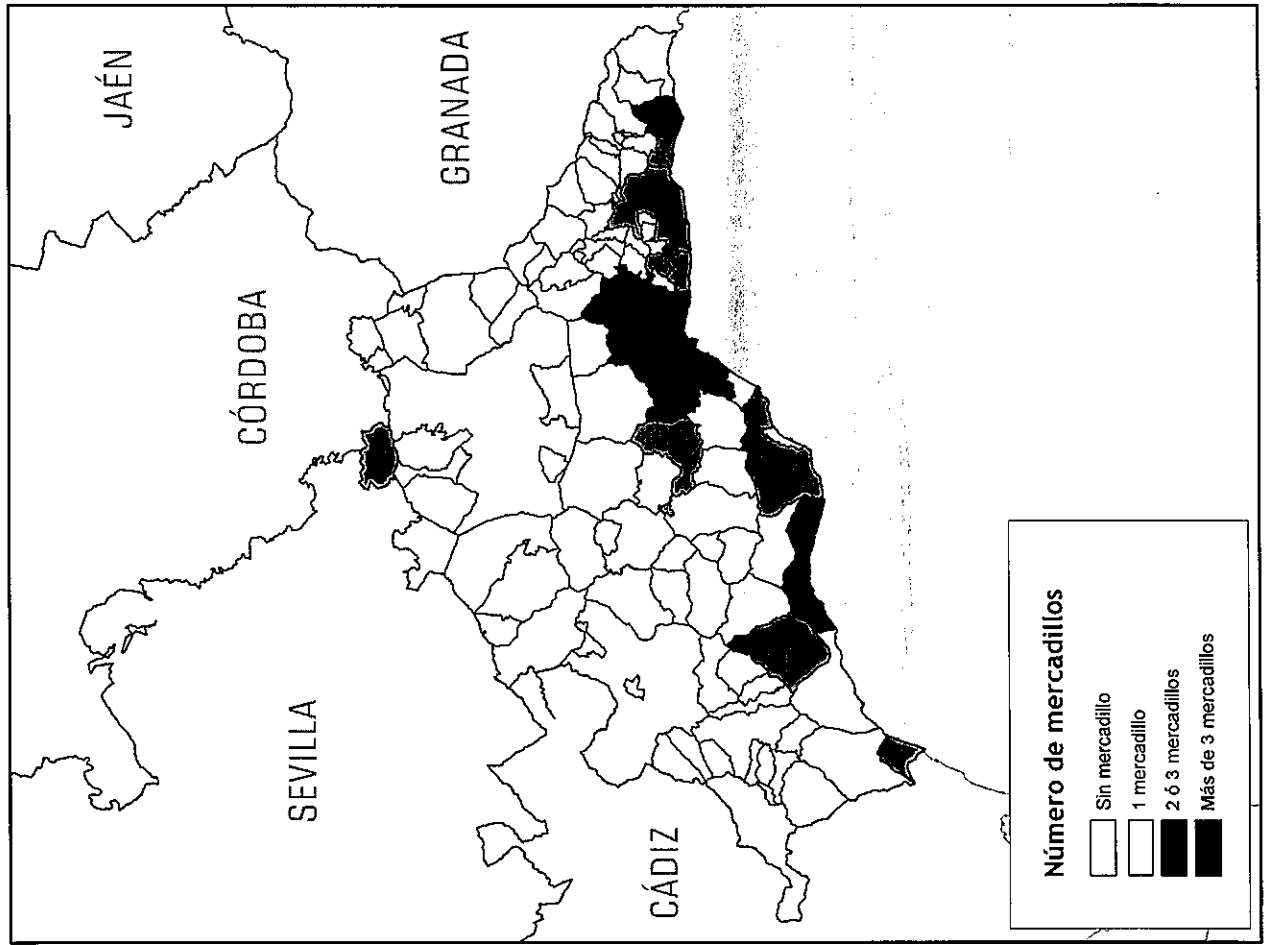 JAÉN
CÓRDOBA
GRANADA
SEVILLA
CÁDIZ
Número de mercadillos
Sin mercadillo
1 mercadillo
2 ó 3 mercadillos
Más de 3 mercadillos